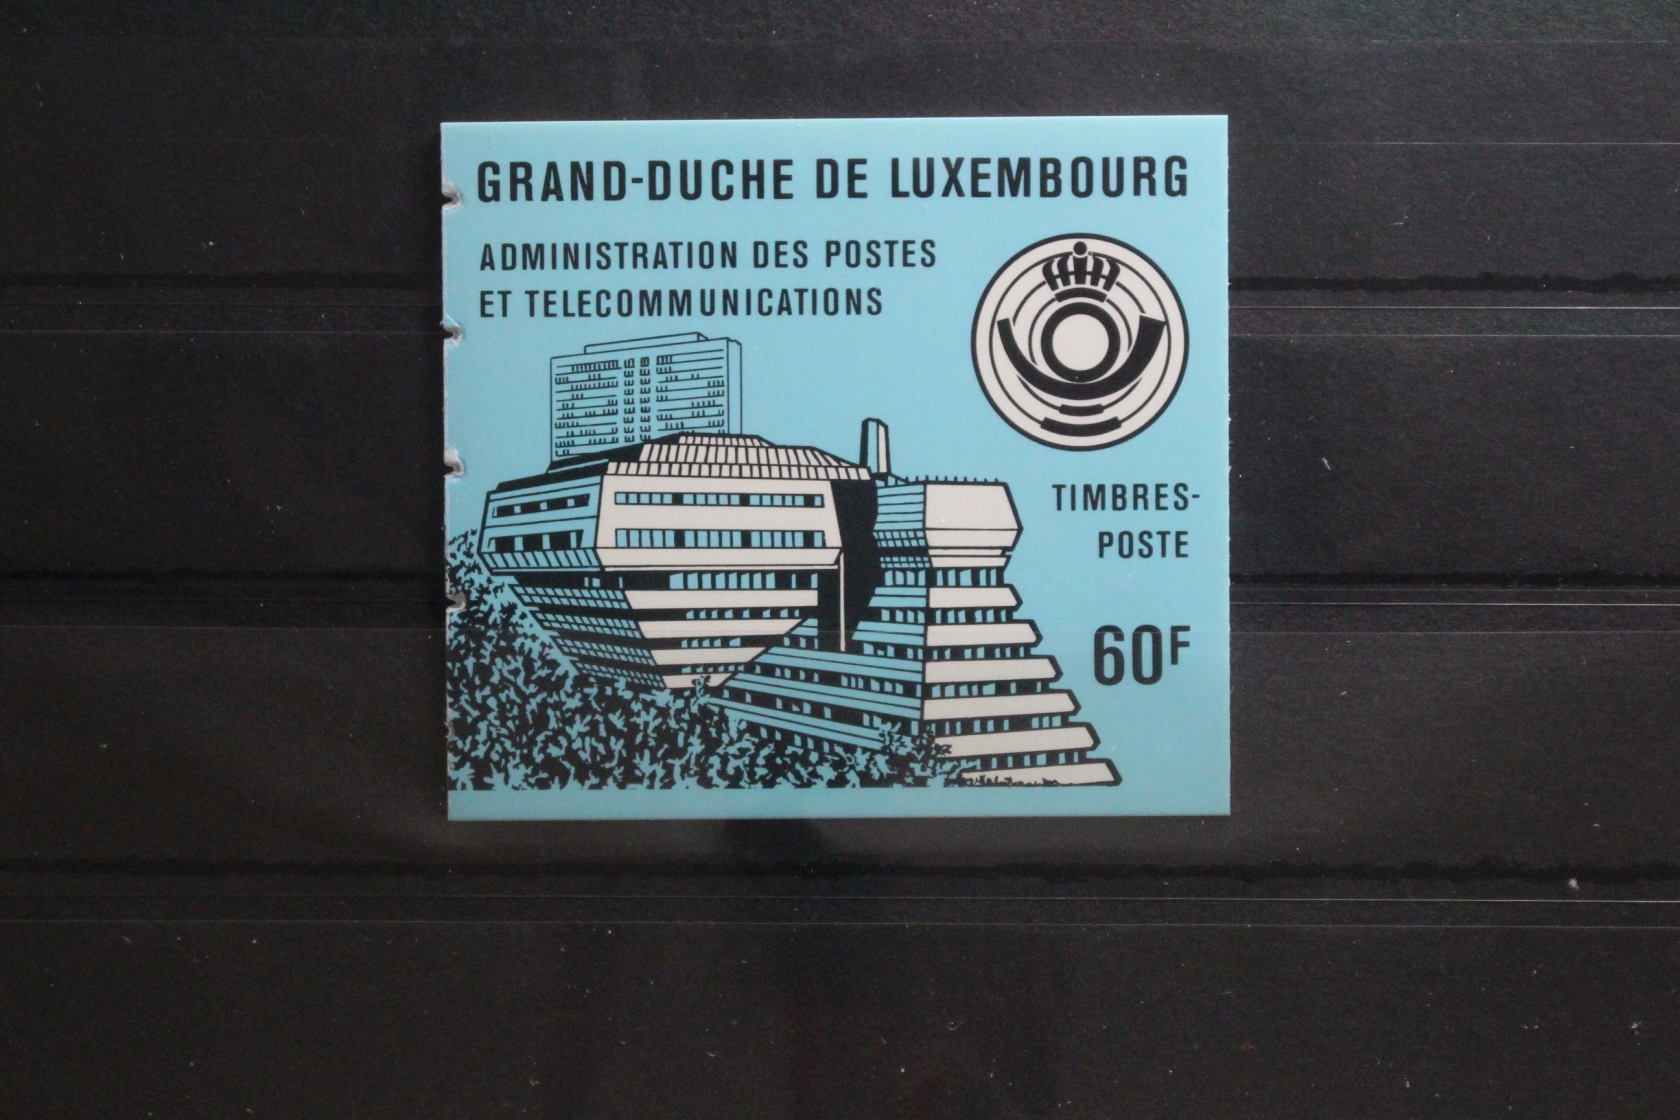 GRAND-DUCHE DE LUXEMBOURG
ADMINISTRATION DES POSTES
ET TELECOMMUNICATIONS
TIMBRES-
POSTE
60F